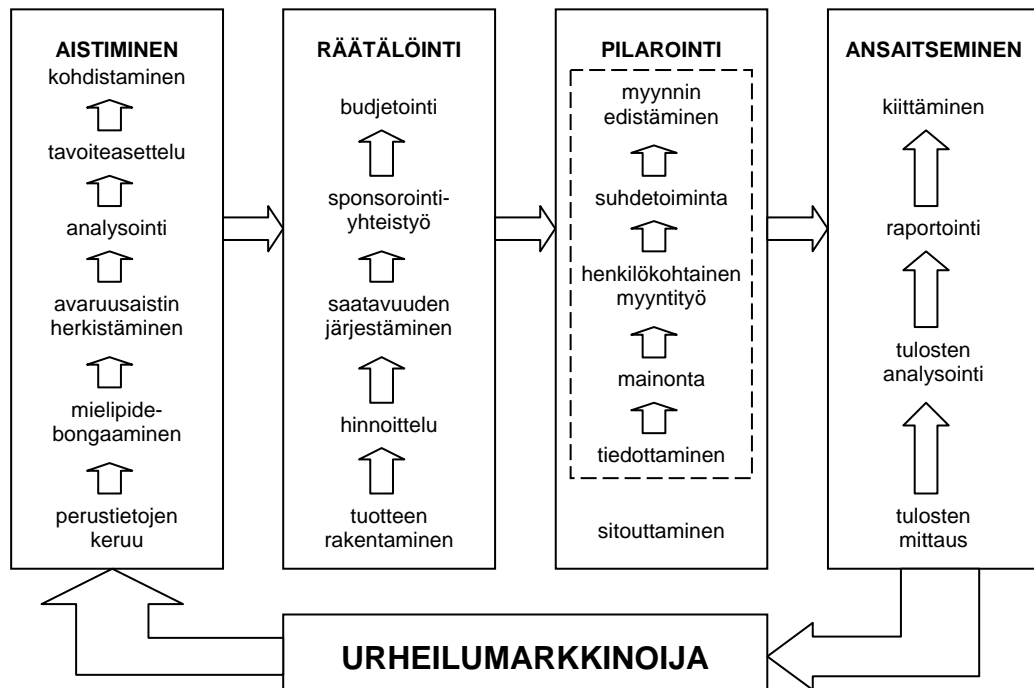 AISTIMINEN
kohdistaminen
tavoiteasettelu
analysointi
avaruusaistin
herkistäminen
mielipide-
bongaaminen
perustietojen
keruu
RÄÄTÄLÖINTI
budjetointi
sponsorointi-
yhteistyö
saatavuuden
järjestäminen
hinnoittelu
tuotteen
rakentaminen
PILAROINTI
myynnin
edistäminen
suhdetoiminta
henkilökohtainen
myyntityö
mainonta
tiedottaminen
sitouttaminen
ANSAITSEMINEN
kiittäminen
raportointi
tulosten
analysointi
tulosten
mittaus
URHEILUMARKKINOIJA